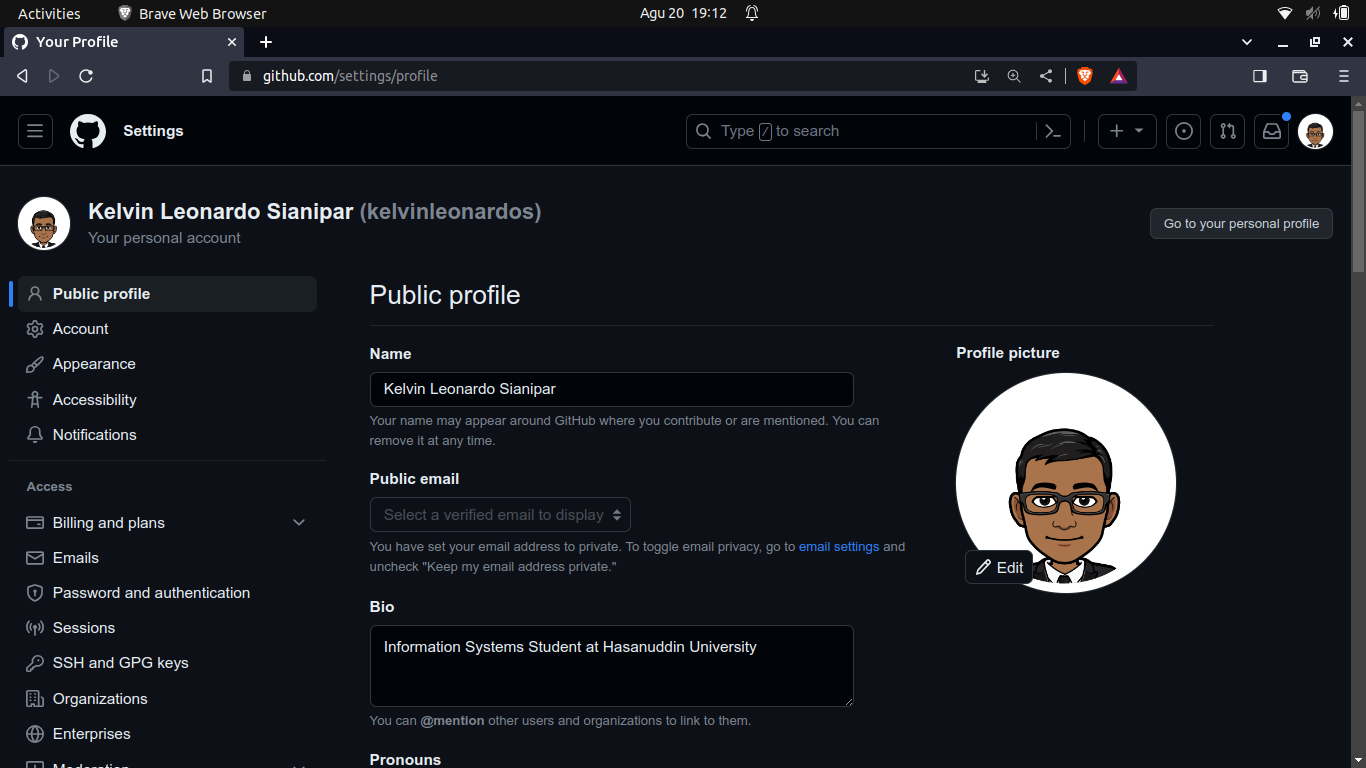 Activities
Brave Web Browser
Agu 20 19:12
Your Profile
github.com/settings/profile
Settings
Type / to search
Kelvin Leonardo Sianipar (kelvinleonardos)
Your personal account
Go to your personal profile
Public profile
Account
Appearance
Accessibility
Notifications
Access
Billing and plans
Emails
Password and authentication
Sessions
SSH and GPG keys
Organizations
Enterprises
Moderation
Public profile
Name
Kelvin Leonardo Sianipar
Your name may appear around GitHub where you contribute or are mentioned. You can
remove it at any time.
Public email
Select a verified email to display
You have set your email address to private. To toggle email privacy, go to email settings and
uncheck "Keep my email address private."
Bio
Information Systems Student at Hasanuddin University
You can @mention other users and organizations to link to them.
Pronouns
Profile picture
Edit